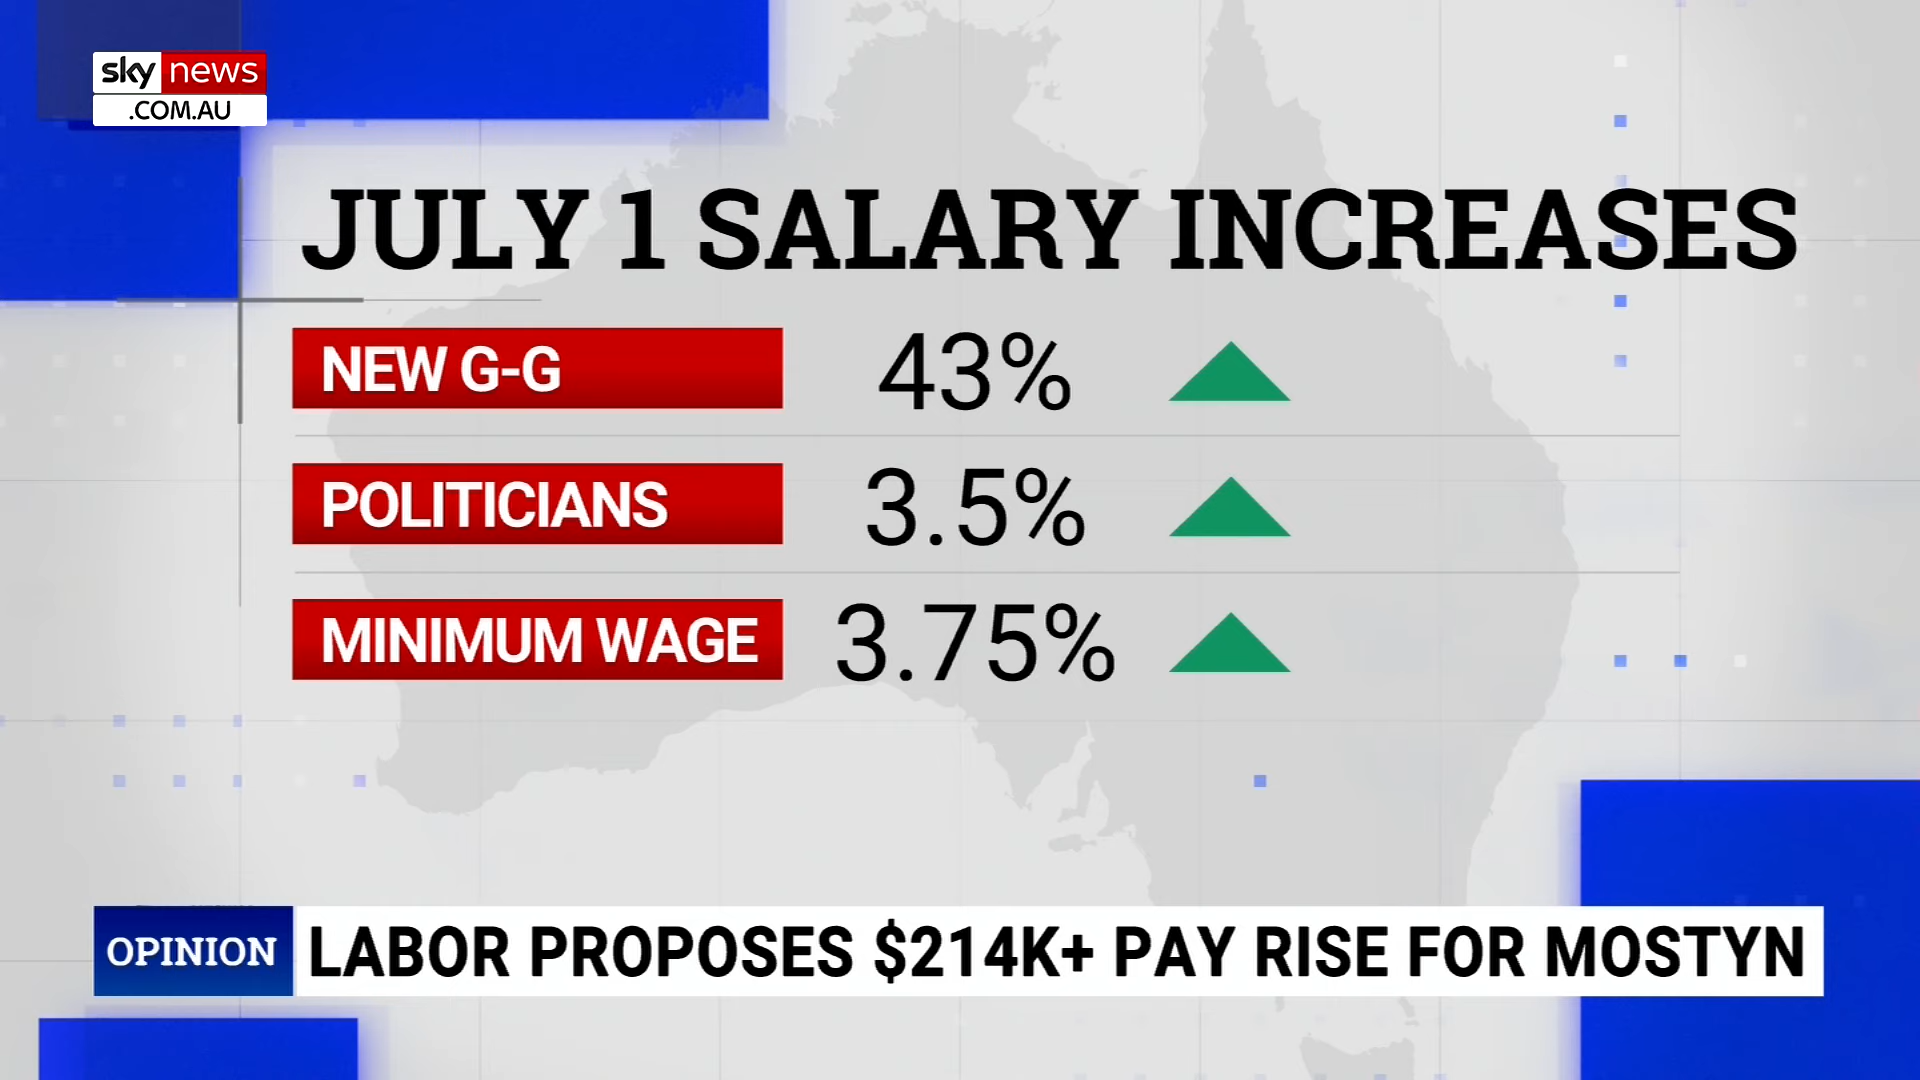 sky news
.COM.AU
JULY 1 SALARY INCREASES
NEW G-G 43%
POLITICIANS 3.5%
MINIMUM WAGE 3.75%
OPINION LABOR PROPOSES $214K+ PAY RISE FOR MOSTYN